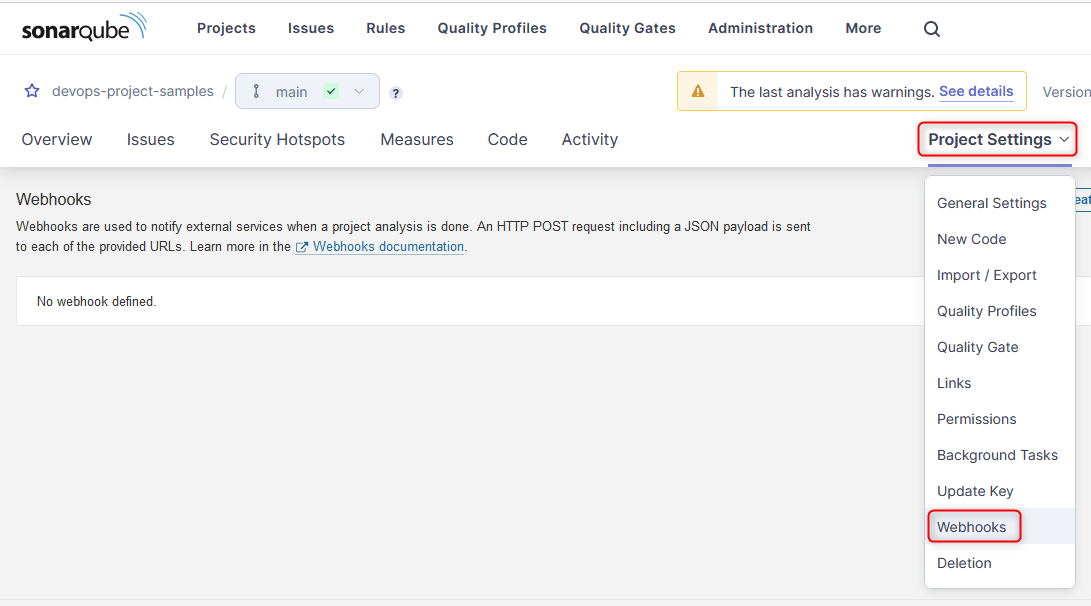 sonarqube Projects Issues Rules Quality Profiles Quality Gates Administration More
devops-project-samples / main ? The last analysis has warnings. See details Version
Overview Issues Security Hotspots Measures Code Activity Project Settings
Webhooks
Webhooks are used to notify external services when a project analysis is done. An HTTP POST request including a JSON payload is sent
to each of the provided URLs. Learn more in the Webhooks documentation.
No webhook defined.
General Settings
New Code
Import / Export
Quality Profiles
Quality Gate
Links
Permissions
Background Tasks
Update Key
Webhooks
Deletion